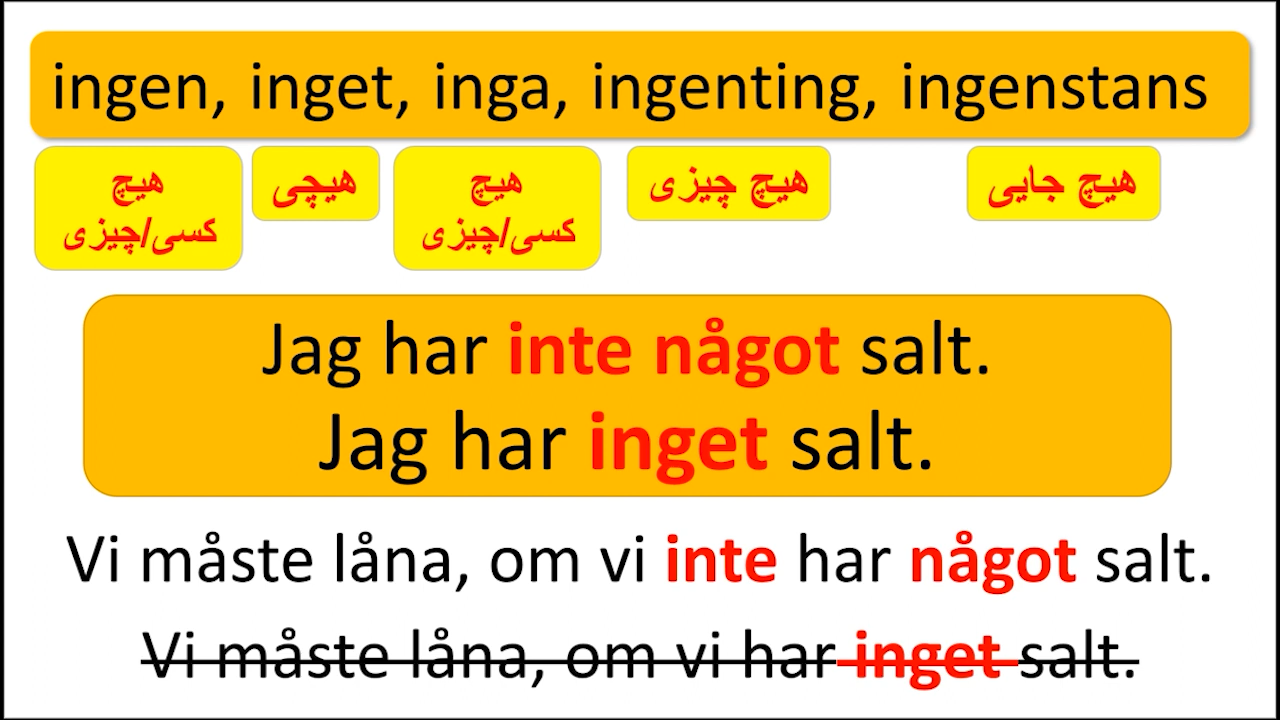 ingen, inget, inga, ingenting, ingenstans
هیچ
کسی/چیزی
هیچی
هیچ
کسی/چیزی
هیچ چیزی
هیچ جایی
Jag har inte något salt.
Jag har inget salt.
Vi måste låna, om vi inte har något salt.
Vi måste låna, om vi har inget salt.